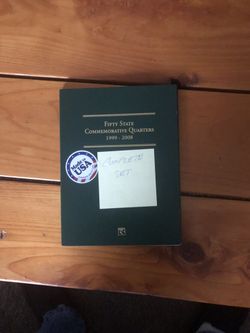 Fifty State
Commemorative Quarters
1999 - 2008
Made in
USA
COMPLETE
SET